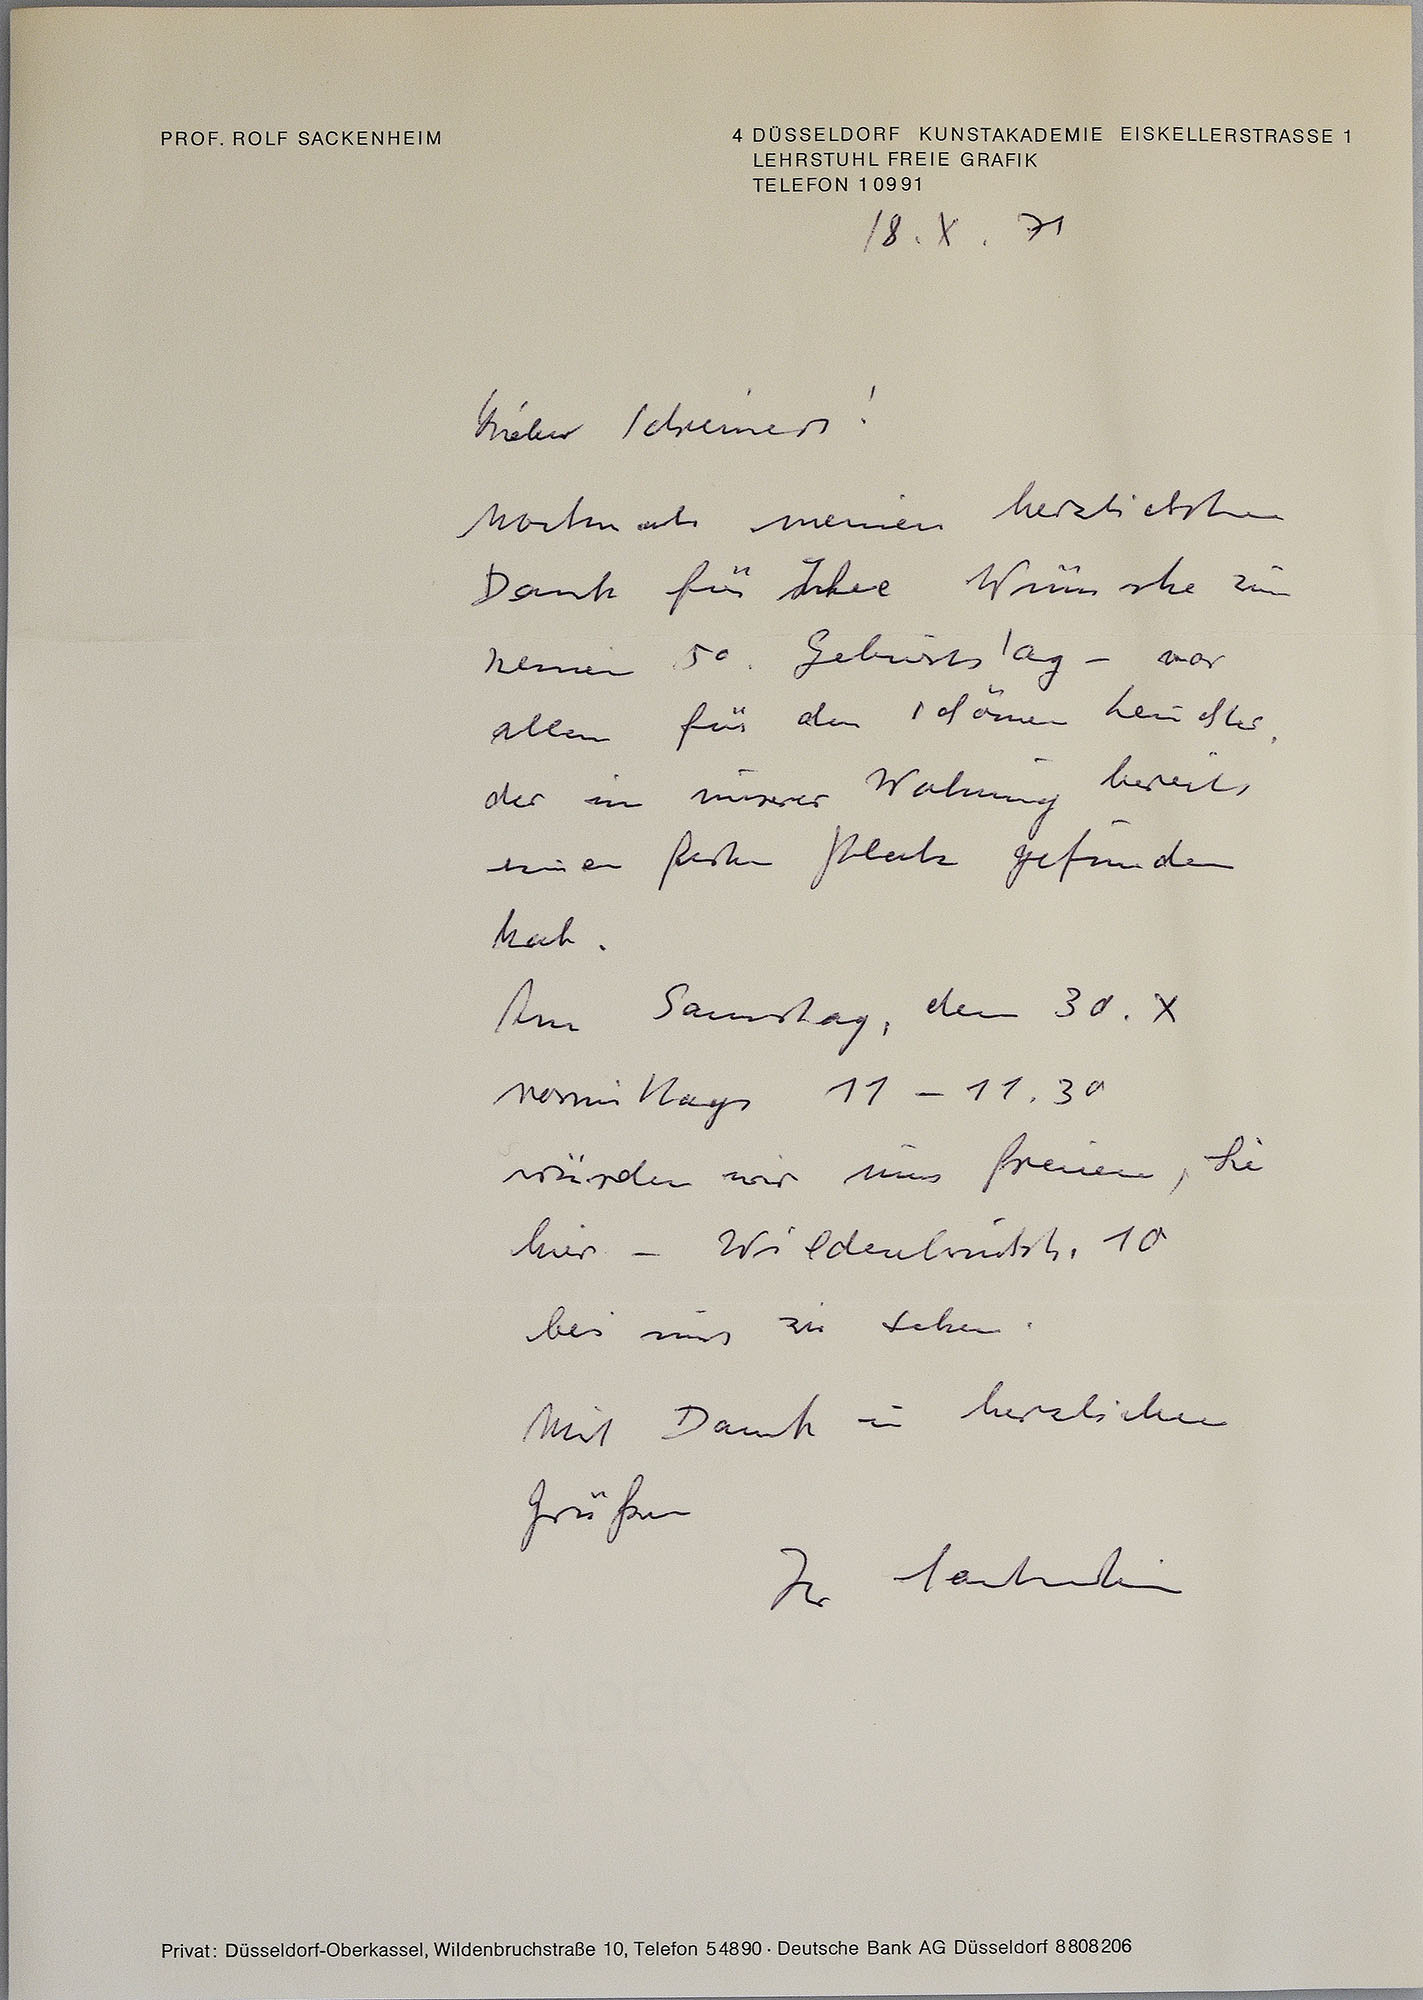 PROF. ROLF SACKENHEIM
4 DÜSSELDORF KUNSTAKADEMIE EISKELLERSTRASSE 1
LEHRSTUHL FREIE GRAFIK
TELEFON 10991
18. X. 71
Lieber Schreiners!
nochmals meinen herzlichsten
Dank für Ihre Wünsche zu
meinem 50. Geburtstag – vor
allem für den schönen Leuchter,
der in unserer Wohnung bereits
einen festen Platz gefunden
hat.
Am Samstag, dem 30. X
vormittags 11 – 11.30
würden wir uns freuen, Sie
hier – Wildenbruchstr. 10
bei uns zu sehen.
Mit Dank u herzlichen
Grüßen
Ihr Sackenheim
Privat: Düsseldorf-Oberkassel, Wildenbruchstraße 10, Telefon 54890 · Deutsche Bank AG Düsseldorf 8808206